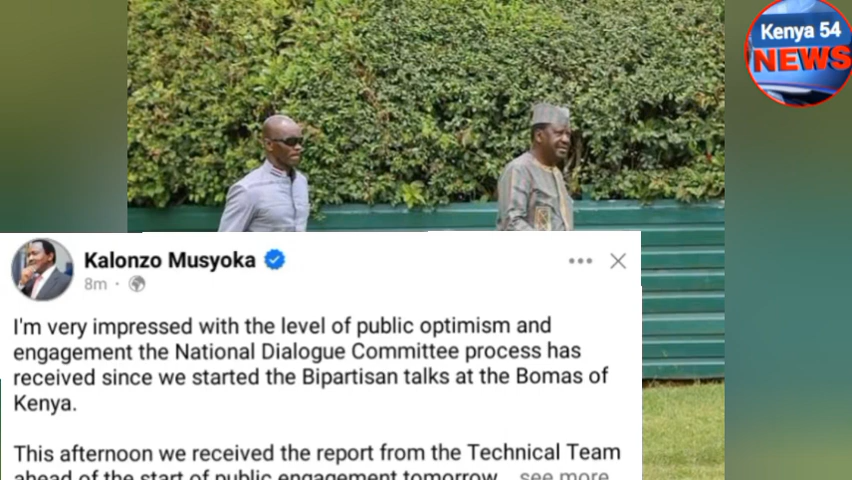 Kenya 54
NEWS
Kalonzo Musyoka
8m ·
I'm very impressed with the level of public optimism and
engagement the National Dialogue Committee process has
received since we started the Bipartisan talks at the Bomas of
Kenya.
This afternoon we received the report from the Technical Team
ahead of the start of public engagement tomorrow... see more